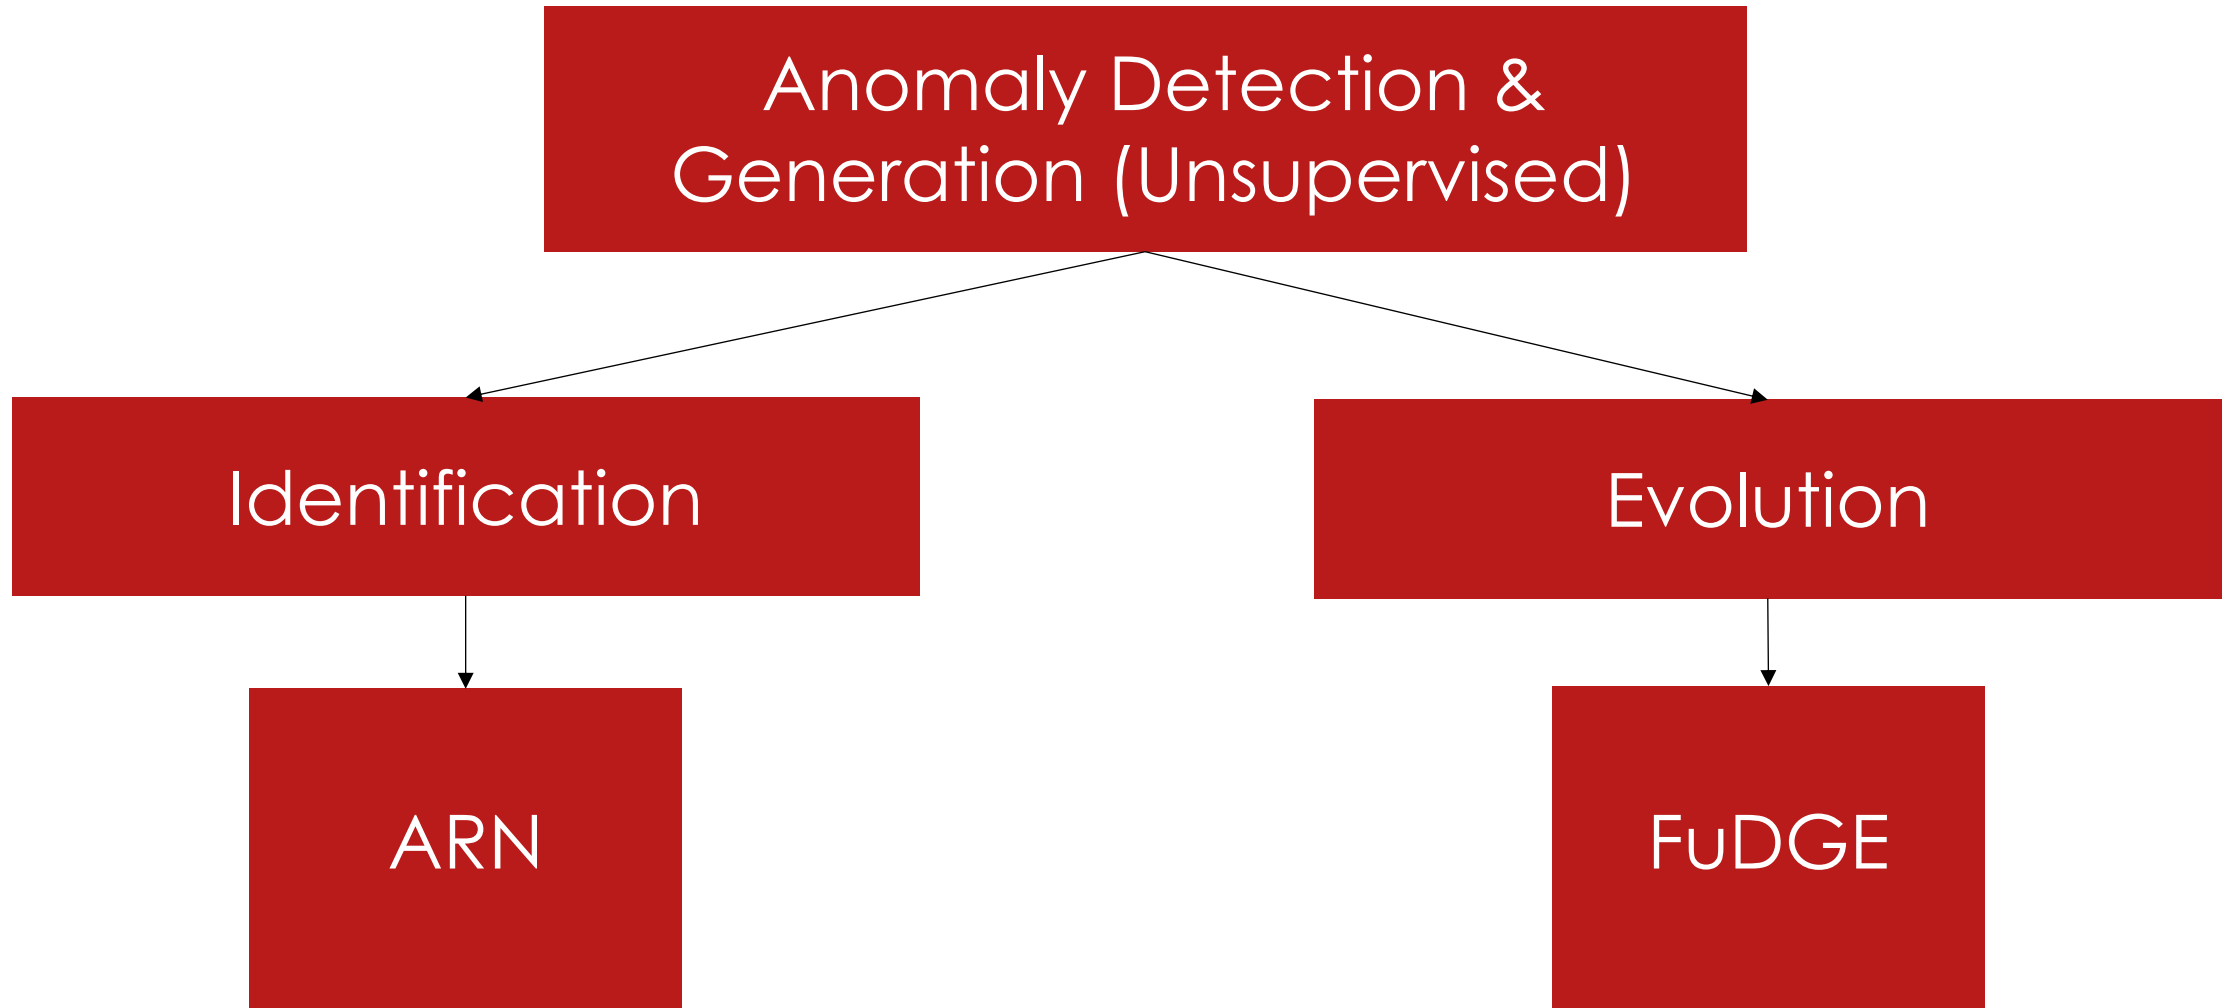 Anomaly Detection &
Generation (Unsupervised)
Identification
Evolution
ARN
FuDGE